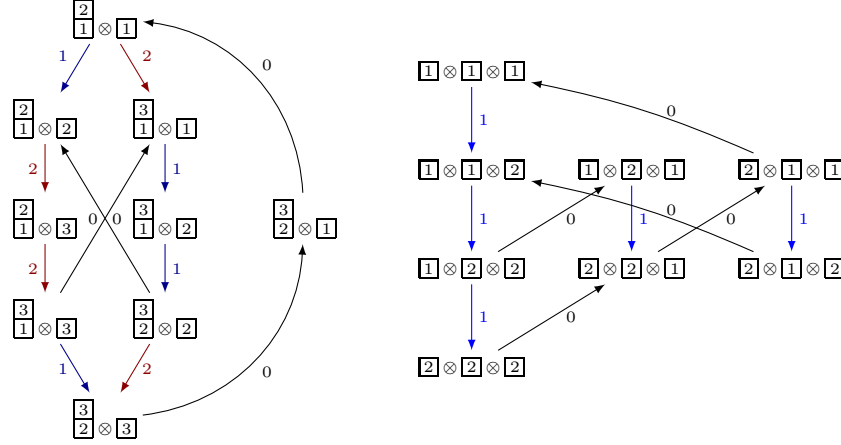 2
1 ⊗ 1
1 2
0
2
1 ⊗ 2
3
1 ⊗ 1
2 1
2
1 ⊗ 3
0 0
3
1 ⊗ 2
3
2 ⊗ 1
2 1
3
1 ⊗ 3
3
2 ⊗ 2
1 2
0
3
2 ⊗ 3
1 ⊗ 1 ⊗ 1
1
0
1 ⊗ 1 ⊗ 2
1 ⊗ 2 ⊗ 1
2 ⊗ 1 ⊗ 1
1 0 1 0 0 1
1 ⊗ 2 ⊗ 2
2 ⊗ 2 ⊗ 1
2 ⊗ 1 ⊗ 2
1 0
2 ⊗ 2 ⊗ 2